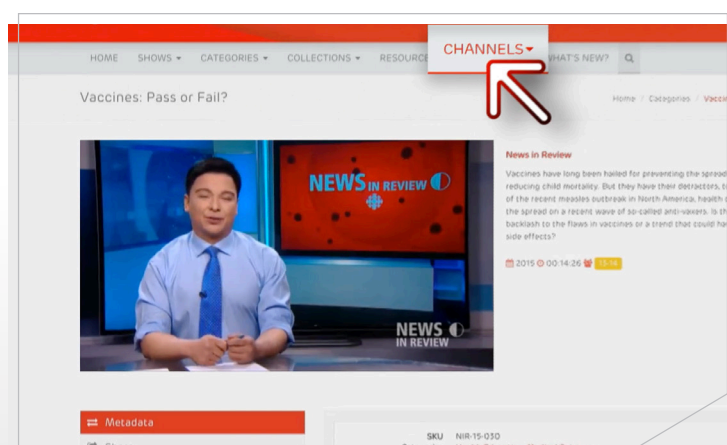 CHANNELS
HOME SHOWS CATEGORIES COLLECTIONS RESOURCE WHAT'S NEW?
Vaccines: Pass or Fail?
Home / Categories / Vaccin
NEWS IN REVIEW
NEWS
IN REVIEW
News in Review
Vaccines have long been hailed for preventing the spread
reducing child mortality. But they have their detractors, t
of the recent measles outbreak in North America, health o
the spread on a recent wave of so-called anti-vaxers. Is th
backlash to the flaws in vaccines or a trend that could ha
side effects?
2015 00:14:26 13-14
Metadata
SKU NIR-15-030